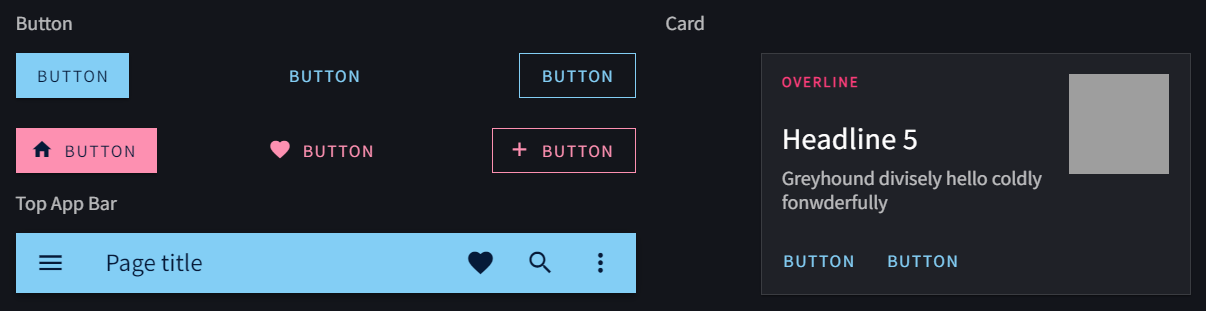 Button
BUTTON
BUTTON
BUTTON
BUTTON
BUTTON
BUTTON
Top App Bar
Page title
Card
OVERLINE
Headline 5
Greyhound divisely hello coldly
fonwderfully
BUTTON
BUTTON